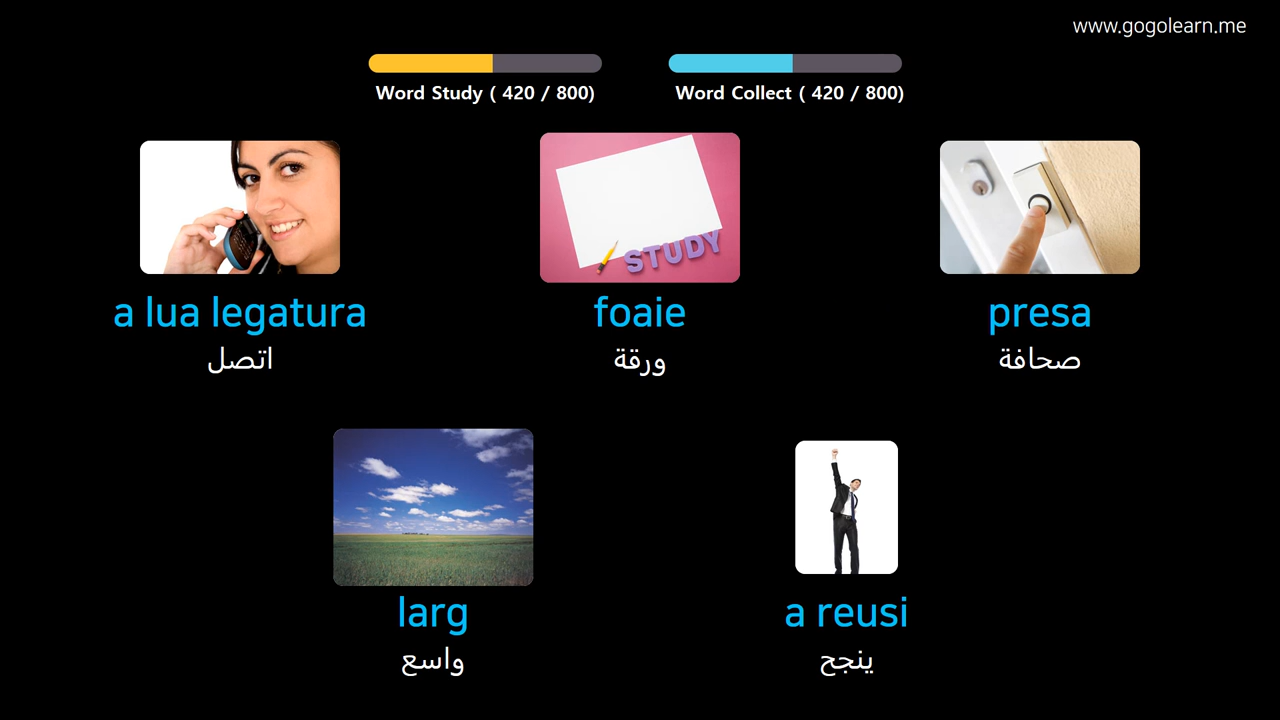 www.gogolearn.me
Word Study ( 420 / 800)
Word Collect ( 420 / 800)
STUDY
a lua legatura
اتصل
foaie
ورقة
presa
صحافة
larg
واسع
a reusi
ينجح